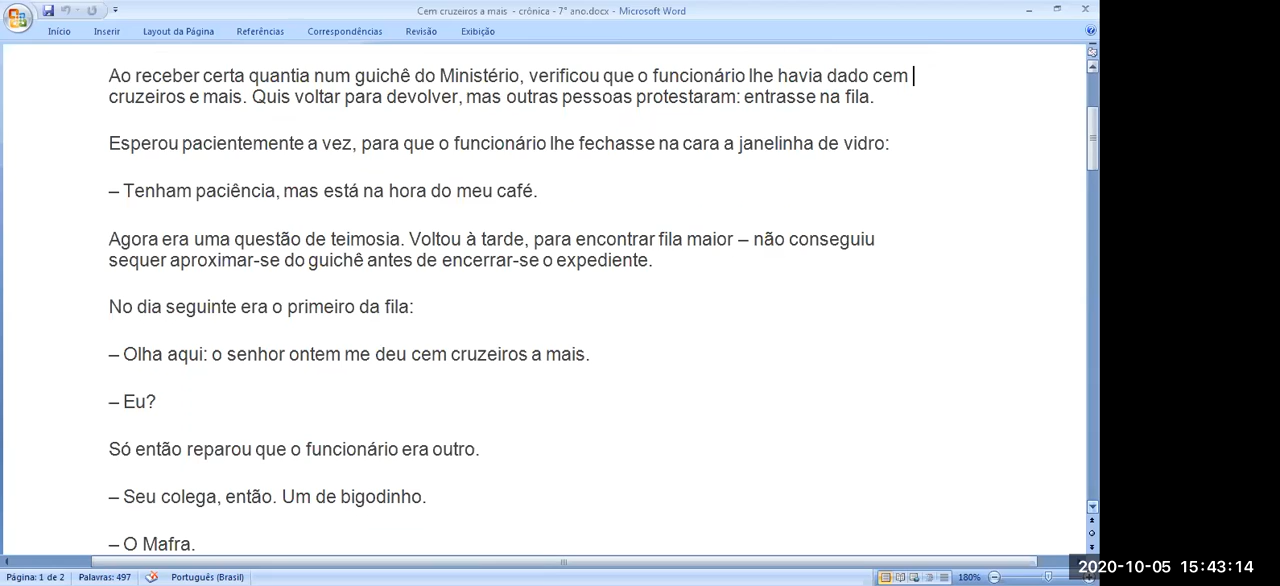 Cem cruzeiros a mais - crônica - 7° ano.docx - Microsoft Word
Início Inserir Layout da Página Referências Correspondências Revisão Exibição
Ao receber certa quantia num guichê do Ministério, verificou que o funcionário lhe havia dado cem
cruzeiros e mais. Quis voltar para devolver, mas outras pessoas protestaram: entrasse na fila.
Esperou pacientemente a vez, para que o funcionário lhe fechasse na cara a janelinha de vidro:
– Tenham paciência, mas está na hora do meu café.
Agora era uma questão de teimosia. Voltou à tarde, para encontrar fila maior – não conseguiu
sequer aproximar-se do guichê antes de encerrar-se o expediente.
No dia seguinte era o primeiro da fila:
– Olha aqui: o senhor ontem me deu cem cruzeiros a mais.
– Eu?
Só então reparou que o funcionário era outro.
– Seu colega, então. Um de bigodinho.
– O Mafra.
Página: 1 de 2 Palavras: 497 Português (Brasil) 180%
2020-10-05 15:43:14